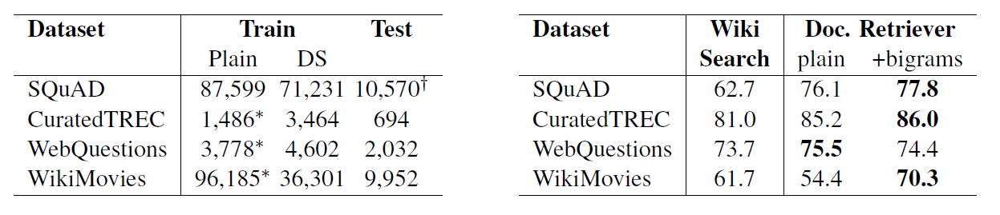 Dataset Train Test
Plain DS
SQuAD 87,599 71,231 10,570†
CuratedTREC 1,486* 3,464 694
WebQuestions 3,778* 4,602 2,032
WikiMovies 96,185* 36,301 9,952
Dataset Wiki Doc. Retriever
Search plain +bigrams
SQuAD 62.7 76.1 77.8
CuratedTREC 81.0 85.2 86.0
WebQuestions 73.7 75.5 74.4
WikiMovies 61.7 54.4 70.3